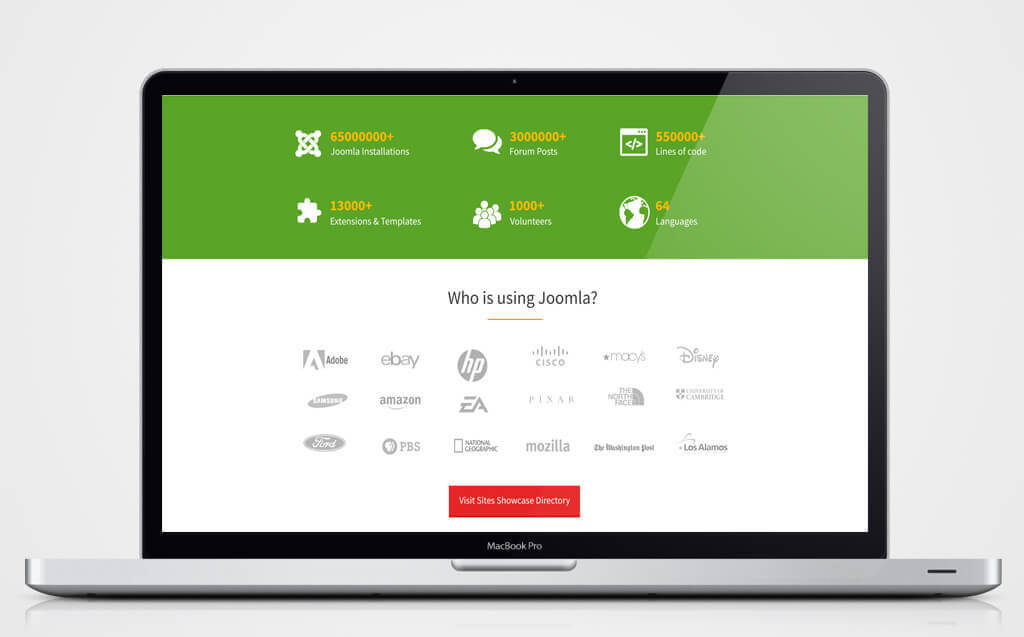 65000000+
Joomla Installations
3000000+
Forum Posts
550000+
Lines of code
13000+
Extensions & Templates
1000+
Volunteers
64
Languages
Who is using Joomla?
Adobe
ebay
hp
CISCO
macy's
Disney
SAMSUNG
amazon
EA
PIXAR
THE
NORTH
FACE
UNIVERSITY OF
CAMBRIDGE
Ford
PBS
NATIONAL
GEOGRAPHIC
mozilla
The Washington Post
Los Alamos
Visit Sites Showcase Directory
MacBook Pro